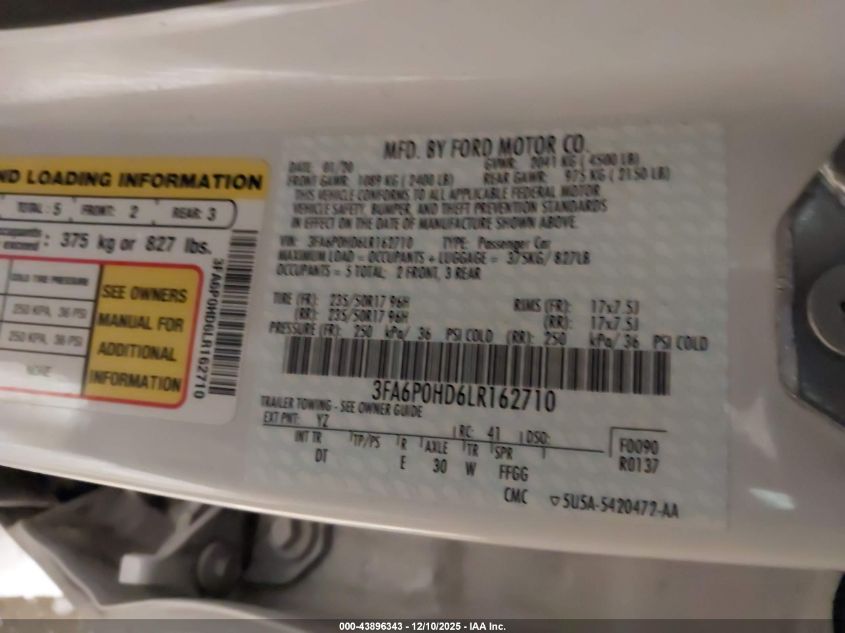 ND LOADING INFORMATION
TOTAL: 5 FRONT: 2 REAR: 3
375 kg or 827 lbs.
COLD TIRE PRESSURE
250 KPA, 36 PSI
250 KPA, 36 PSI
NONE
SEE OWNERS
MANUAL FOR
ADDITIONAL
INFORMATION
3FA6P0HD6LR162710
MFD. BY FORD MOTOR CO.
DATE: 01/20 GVWR: 2041 KG ( 4500 LB)
FRONT GAWR: 1089 KG ( 2400 LB) REAR GAWR: 975 KG ( 2150 LB)
THIS VEHICLE CONFORMS TO ALL APPLICABLE FEDERAL MOTOR
VEHICLE SAFETY, BUMPER, AND THEFT PREVENTION STANDARDS
IN EFFECT ON THE DATE OF MANUFACTURE SHOWN ABOVE.
VIN: 3FA6P0HD6LR162710 TYPE: Passenger Car
MAXIMUM LOAD = OCCUPANTS + LUGGAGE = 375KG/ 827LB
OCCUPANTS = 5 TOTAL: 2 FRONT, 3 REAR
TIRE (FR): 235/50R17 96H RIMS (FR): 17x7.5J
(RR): 235/50R17 96H (RR): 17x7.5J
PRESSURE (FR): 250 kPa/ 36 PSI COLD (RR): 250 kPa/ 36 PSI COLD
3FA6P0HD6LR162710
TRAILER TOWING - SEE OWNER GUIDE
EXT PNT: YZ RC: 41 DSO: F0090
INT TR TP/PS R AXLE TR SPR R0137
DT E 30 W FFGG
CMC ▽5U5A-5420472-AA
000-43896343 - 12/10/2025 - IAA Inc.